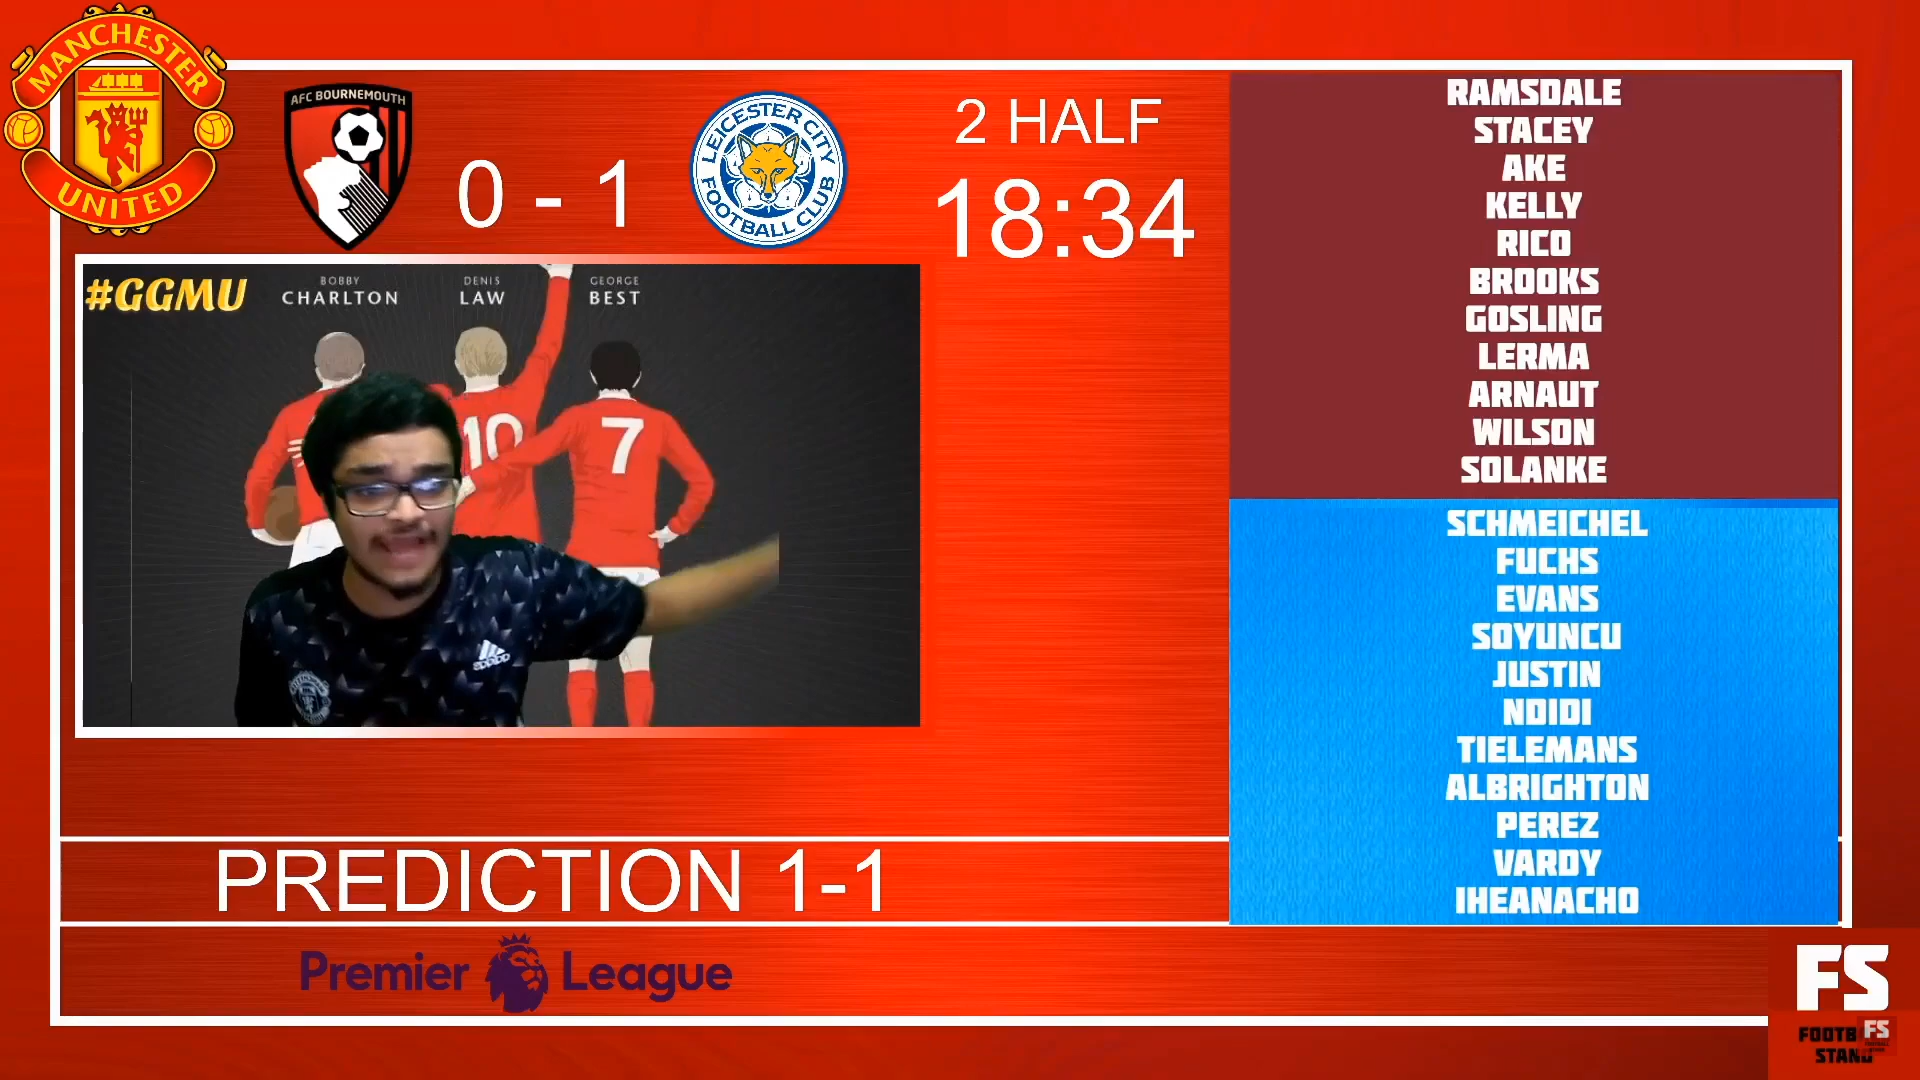 MANCHESTER
UNITED
AFC BOURNEMOUTH
0 - 1
LEICESTER CITY
FOOTBALL CLUB
2 HALF
18:34
#GGMU
BOBBY
CHARLTON
DENIS
LAW
GEORGE
BEST
10
7
adidas
PREDICTION 1-1
Premier League
RAMSDALE
STACEY
AKE
KELLY
RICO
BROOKS
GOSLING
LERMA
ARNAUT
WILSON
SOLANKE
SCHMEICHEL
FUCHS
EVANS
SOYUNCU
JUSTIN
NDIDI
TIELEMANS
ALBRIGHTON
PEREZ
VARDY
IHEANACHO
FS
FS